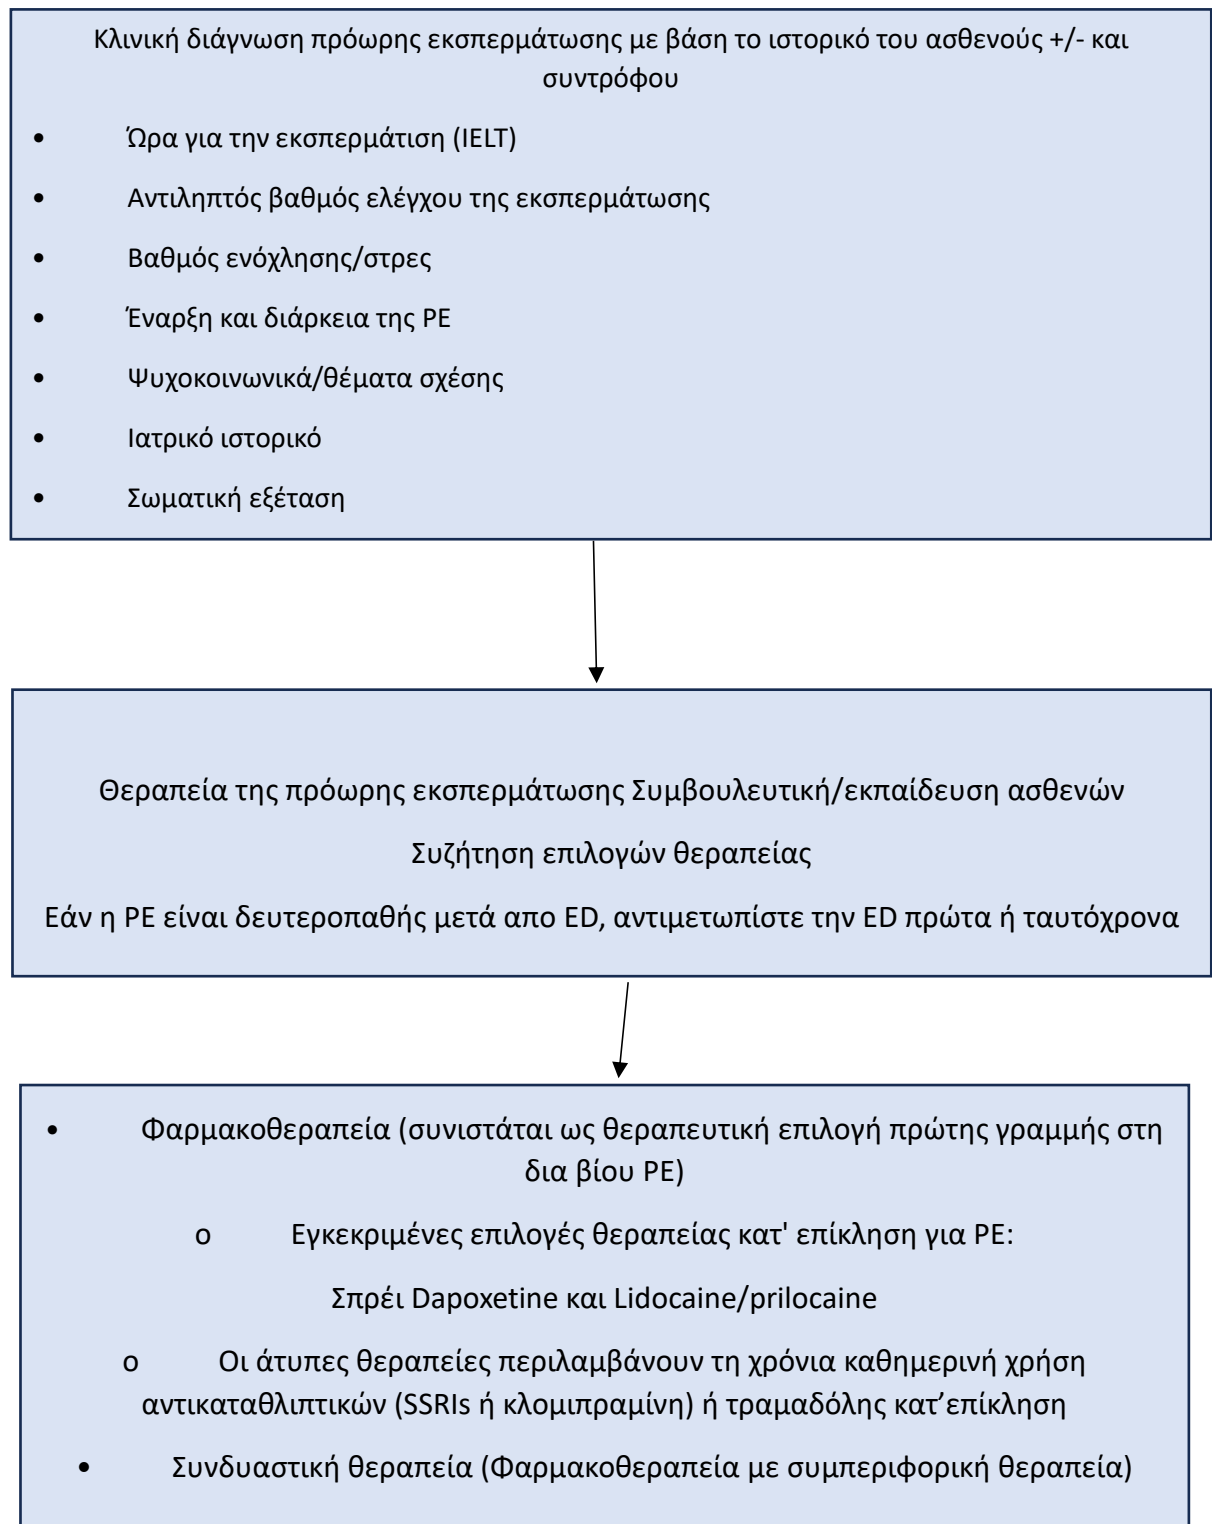 Κλινική διάγνωση πρόωρης εκσπερμάτωσης με βάση το ιστορικό του ασθενούς +/- και
συντρόφου
• Ώρα για την εκσπερμάτιση (IELT)
• Αντιληπτός βαθμός ελέγχου της εκσπερμάτωσης
• Βαθμός ενόχλησης/στρες
• Έναρξη και διάρκεια της PE
• Ψυχοκοινωνικά/θέματα σχέσης
• Ιατρικό ιστορικό
• Σωματική εξέταση
Θεραπεία της πρόωρης εκσπερμάτωσης Συμβουλευτική/εκπαίδευση ασθενών
Συζήτηση επιλογών θεραπείας
Εάν η PE είναι δευτεροπαθής μετά απο ED, αντιμετωπίστε την ED πρώτα ή ταυτόχρονα
• Φαρμακοθεραπεία (συνιστάται ως θεραπευτική επιλογή πρώτης γραμμής στη
δια βίου PE)
o Εγκεκριμένες επιλογές θεραπείας κατ' επίκληση για PE:
Σπρέι Dapoxetine και Lidocaine/prilocaine
o Οι άτυπες θεραπείες περιλαμβάνουν τη χρόνια καθημερινή χρήση
αντικαταθλιπτικών (SSRIs ή κλομιπραμίνη) ή τραμαδόλης κατ’επίκληση
• Συνδυαστική θεραπεία (Φαρμακοθεραπεία με συμπεριφορική θεραπεία)